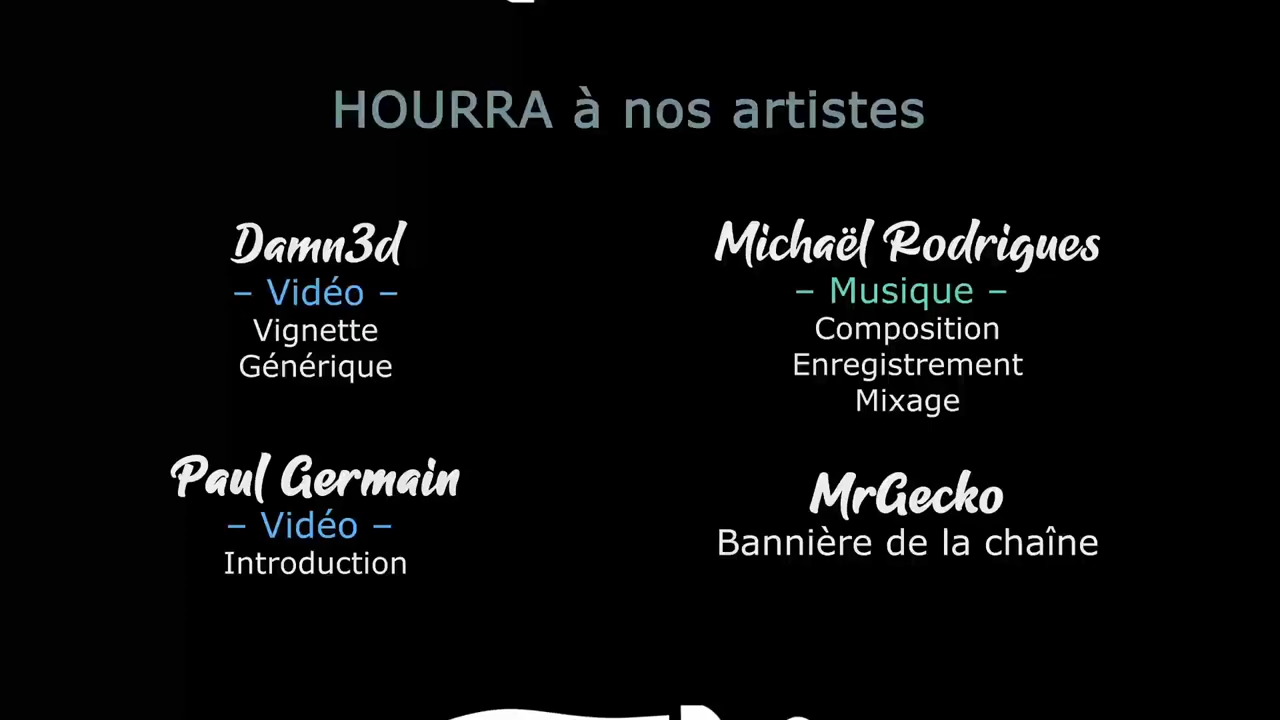 HOURRA à nos artistes
Damn3d
– Vidéo –
Vignette
Générique
Michaël Rodrigues
– Musique –
Composition
Enregistrement
Mixage
Paul Germain
– Vidéo –
Introduction
MrGecko
Bannière de la chaîne